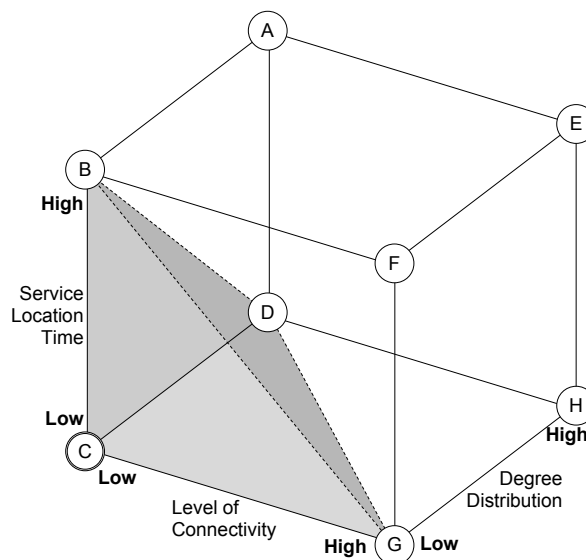 A
E
B
High
F
Service
Location
Time
D
Low
C
Low
H
High
Level of
Connectivity
Degree
Distribution
High
G
Low